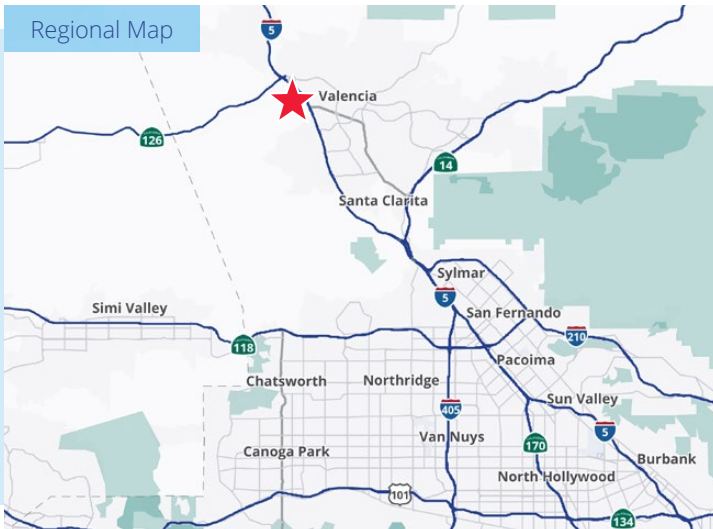 Regional Map
5
Valencia
126
14
Santa Clarita
Sylmar
5
Simi Valley
San Fernando
118
210
Pacoima
Chatsworth
Northridge
Sun Valley
405
5
Van Nuys
170
Canoga Park
Burbank
North Hollywood
101
134